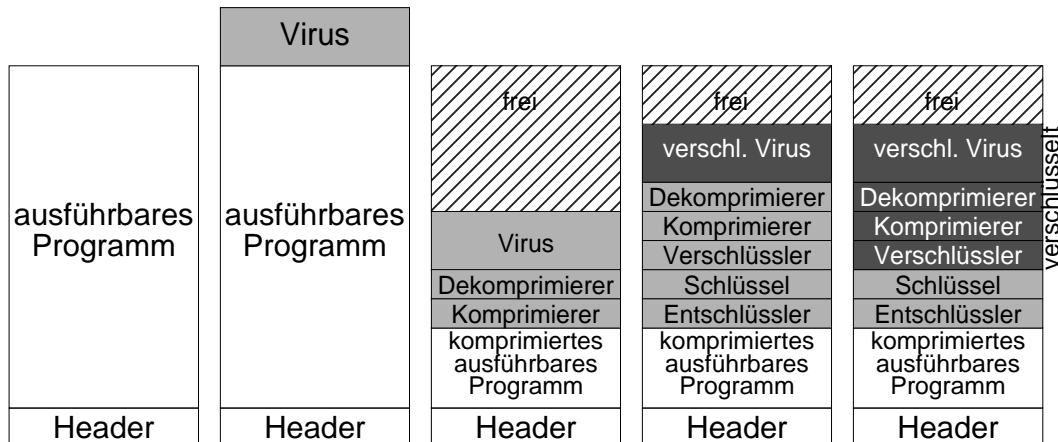 ausführbares
Programm
Header
Virus
ausführbares
Programm
Header
frei
Virus
Dekomprimierer
Komprimierer
komprimiertes
ausführbares
Programm
Header
frei
verschl. Virus
Dekomprimierer
Komprimierer
Verschlüssler
Schlüssel
Entschlüssler
komprimiertes
ausführbares
Programm
Header
frei
verschl. Virus
Dekomprimierer
Komprimierer
Verschlüssler
Schlüssel
Entschlüssler
komprimiertes
ausführbares
Programm
Header
verschlüsselt